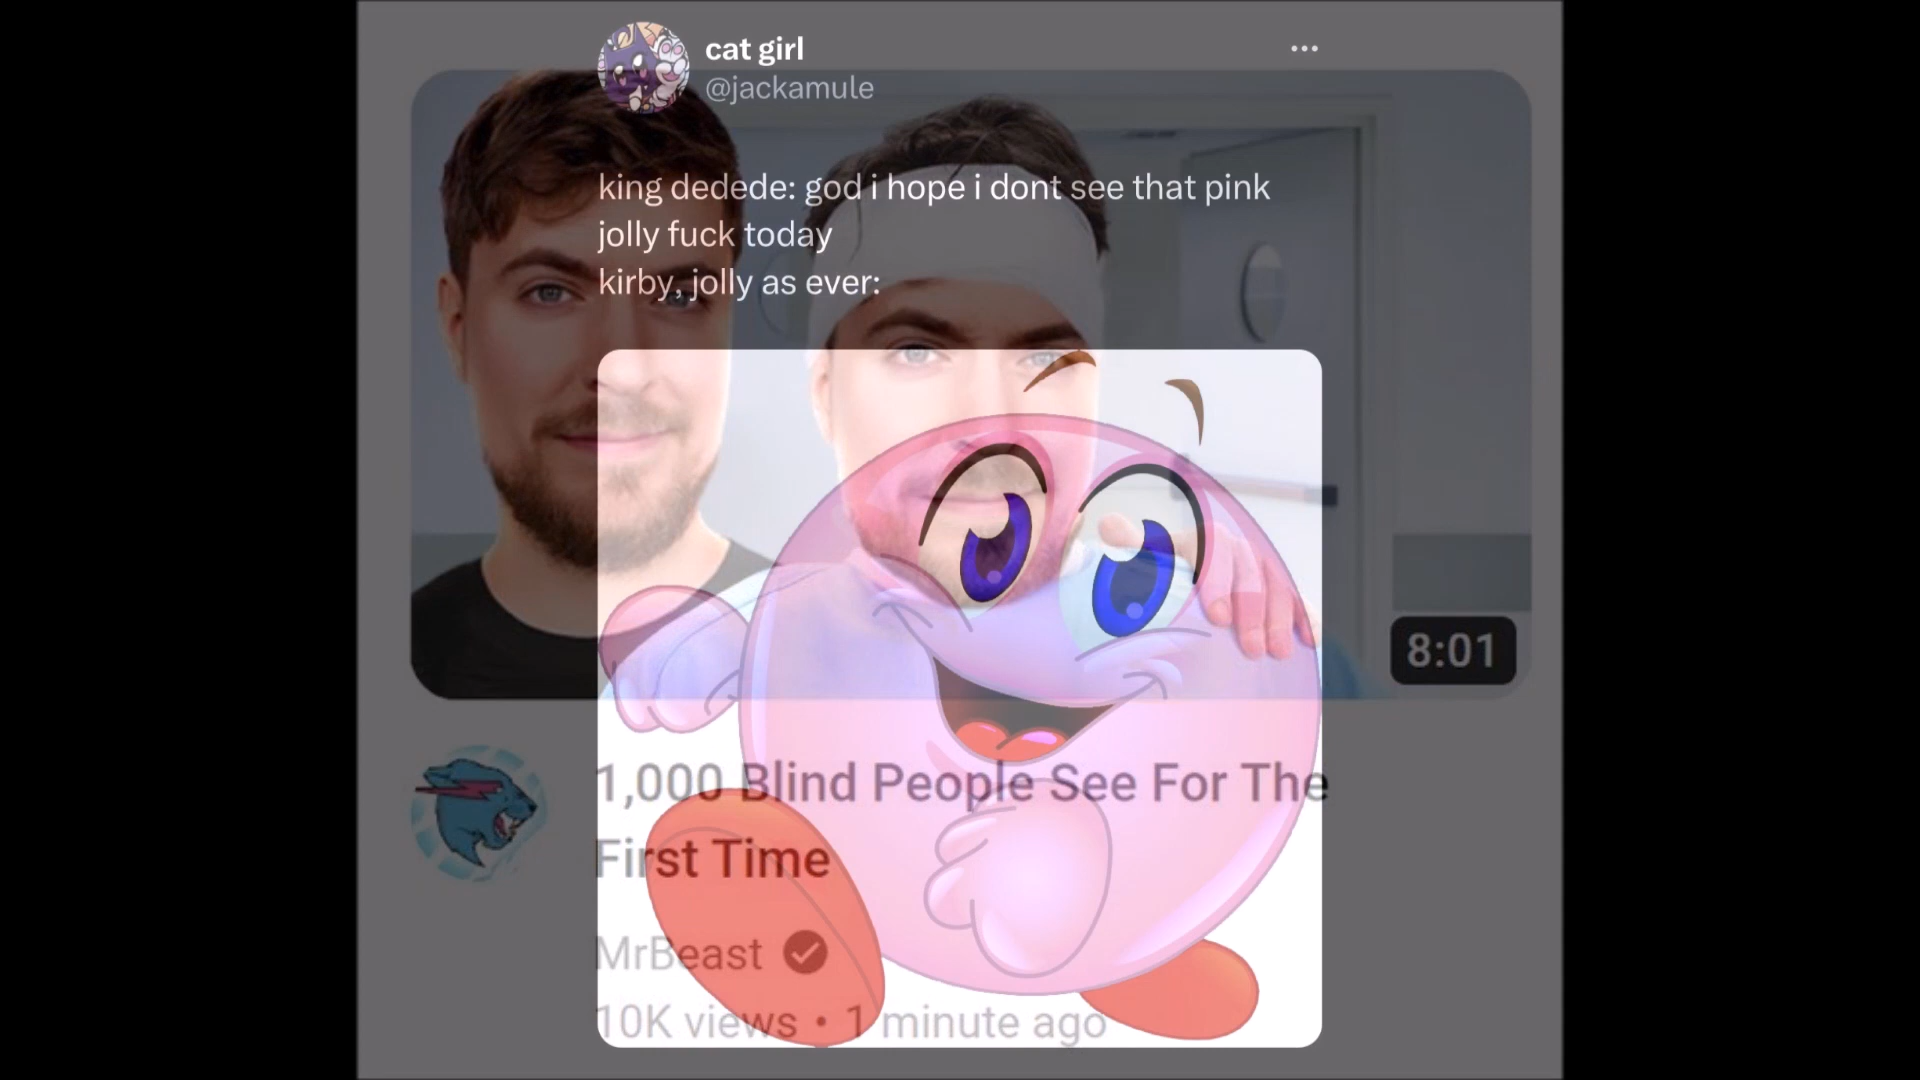 cat girl
@jackamule
king dedede: god i hope i dont see that pink
jolly fuck today
kirby, jolly as ever:
8:01
1,000 Blind People See For The
First Time
MrBeast
10K views • 1 minute ago